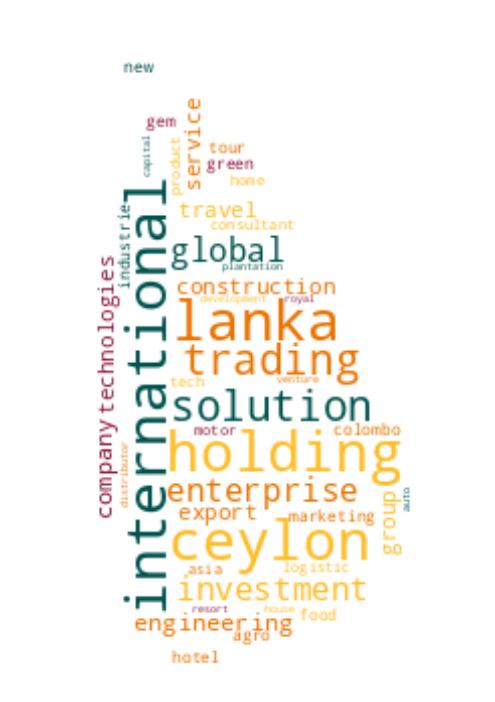 new
service
gem
capital
product
tour
green
home
industrie
international
travel
consultant
global
plantation
technologies
construction
development
royal
lanka
trading
tech
venture
solution
company
motor
colombo
holding
distributor
enterprise
auto
group
export
marketing
ceylon
asia
logistic
investment
resort
house
food
engineering
agro
hotel